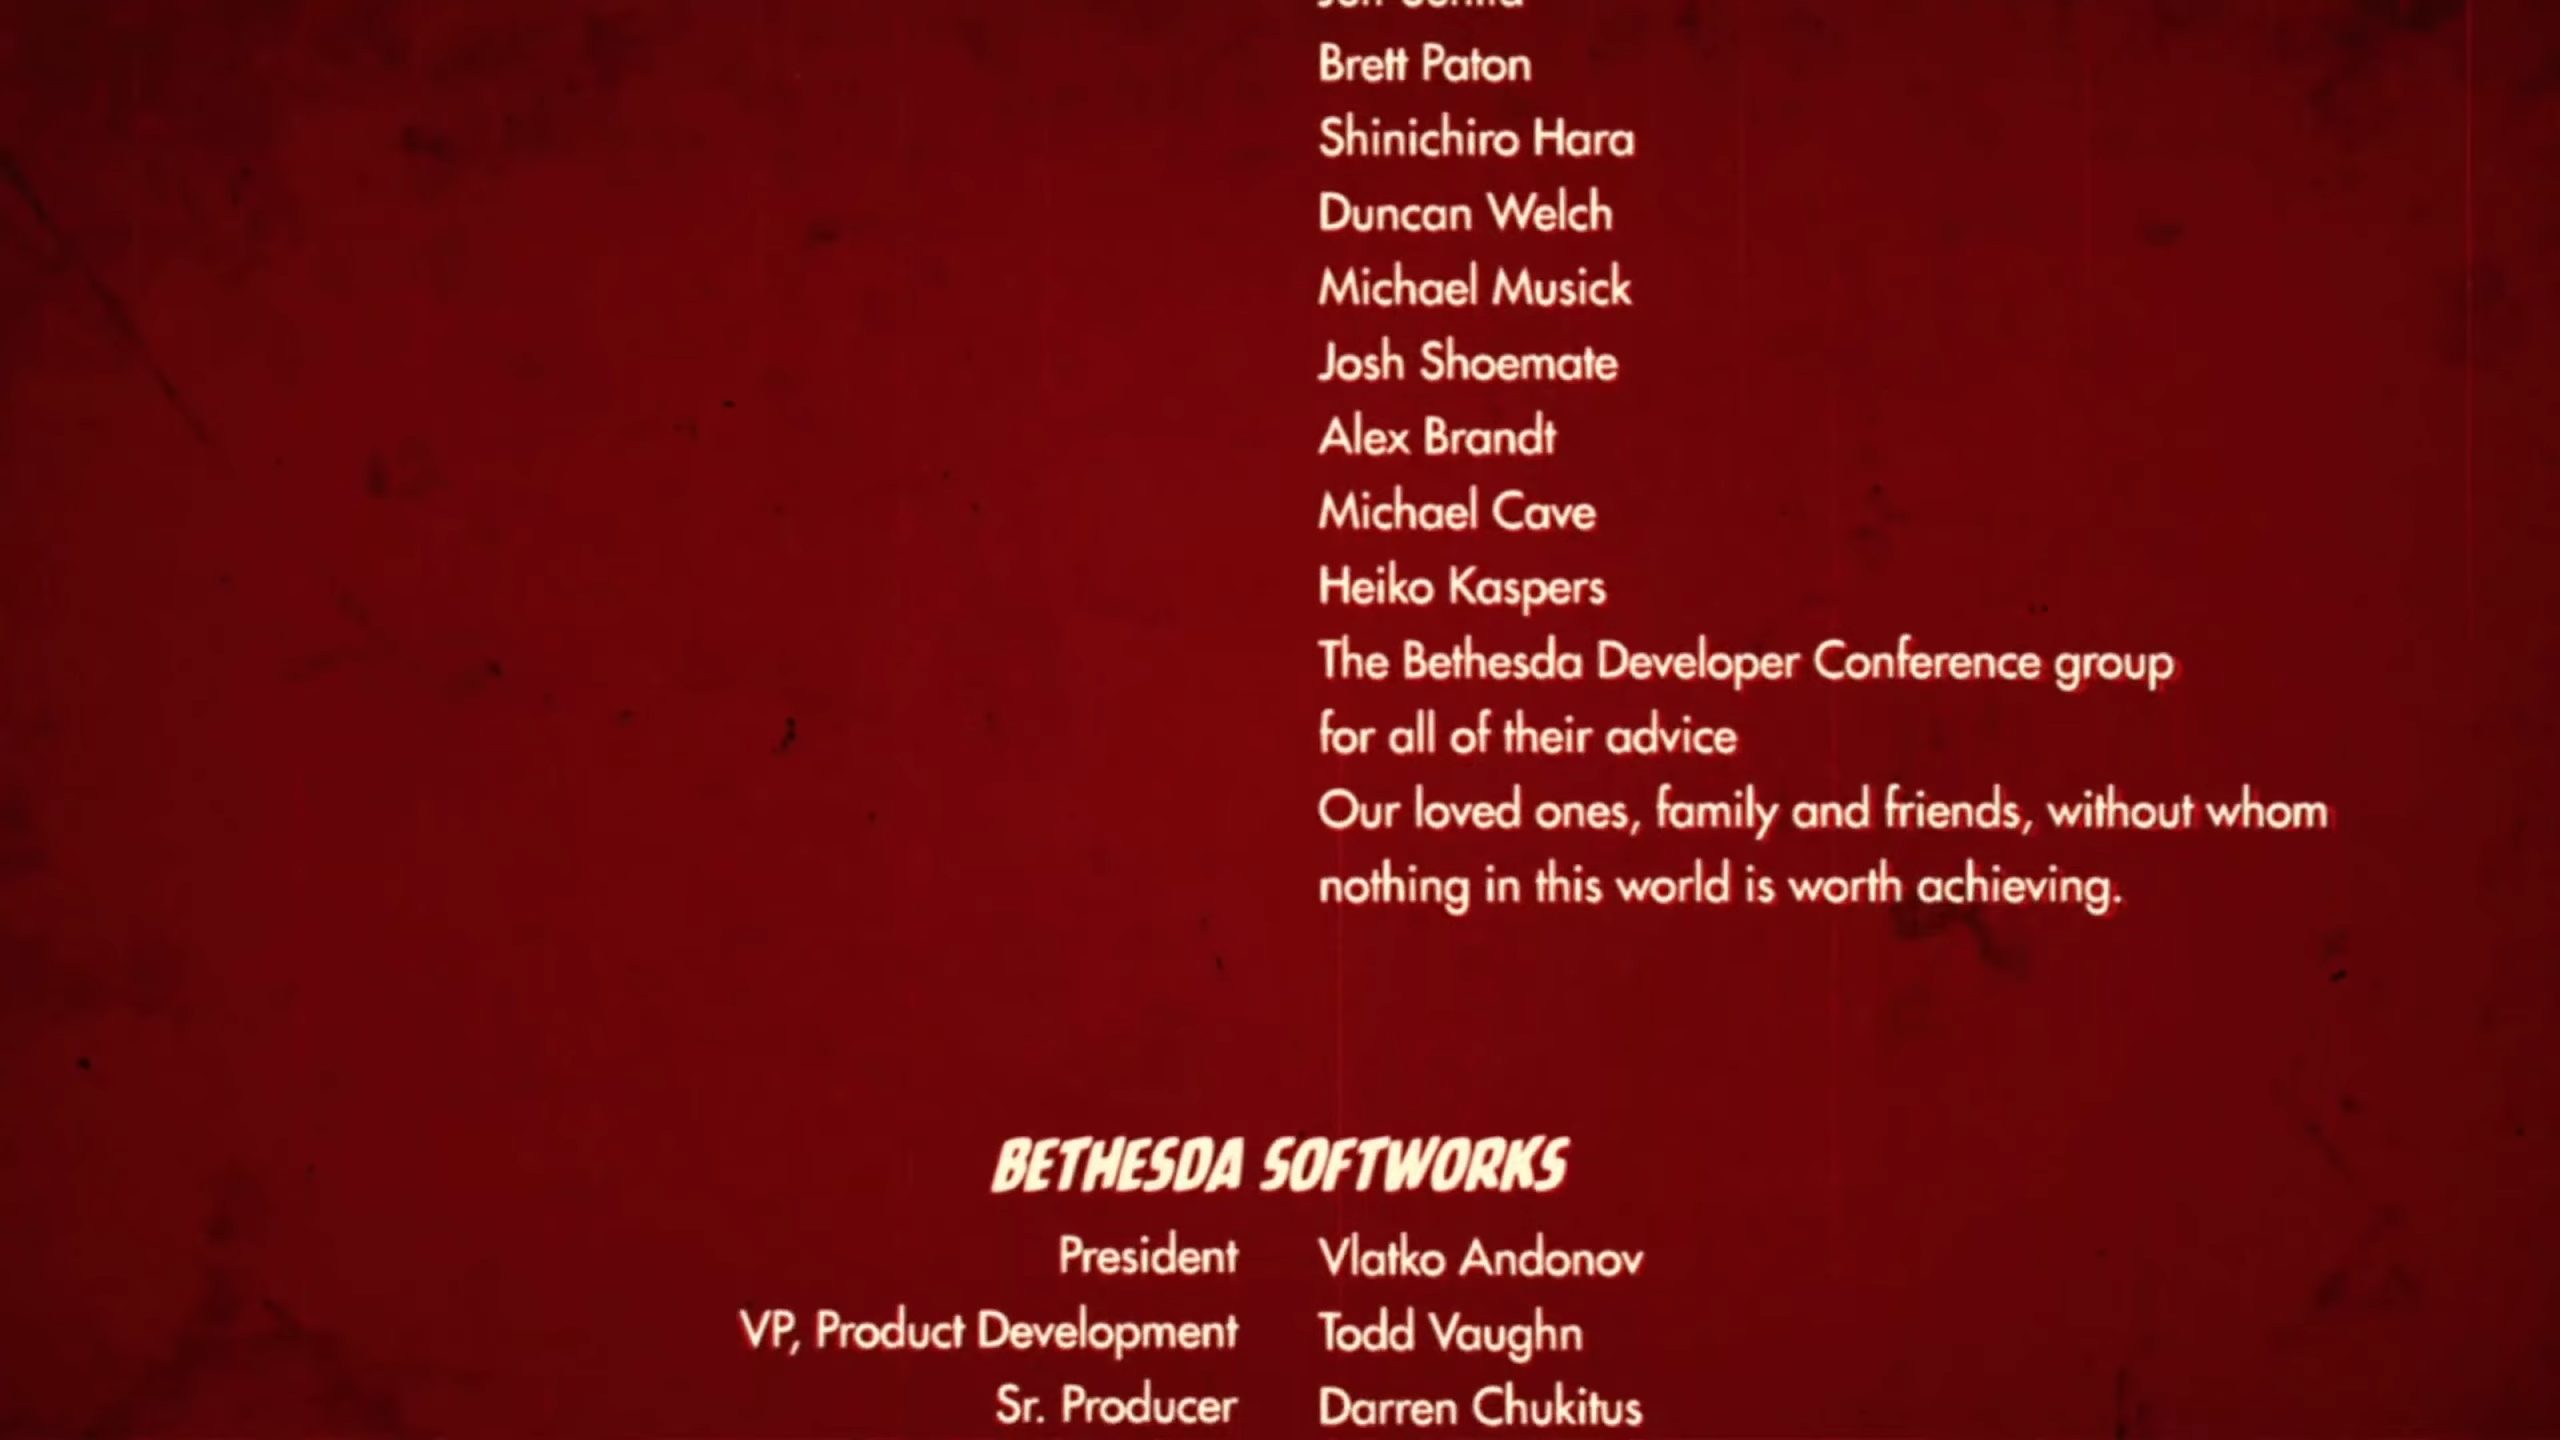 Brett Paton
Shinichiro Hara
Duncan Welch
Michael Musick
Josh Shoemate
Alex Brandt
Michael Cave
Heiko Kaspers
The Bethesda Developer Conference group
for all of their advice
Our loved ones, family and friends, without whom
nothing in this world is worth achieving.
BETHESDA SOFTWORKS
President Vlatko Andonov
VP, Product Development Todd Vaughn
Sr. Producer Darren Chukitus